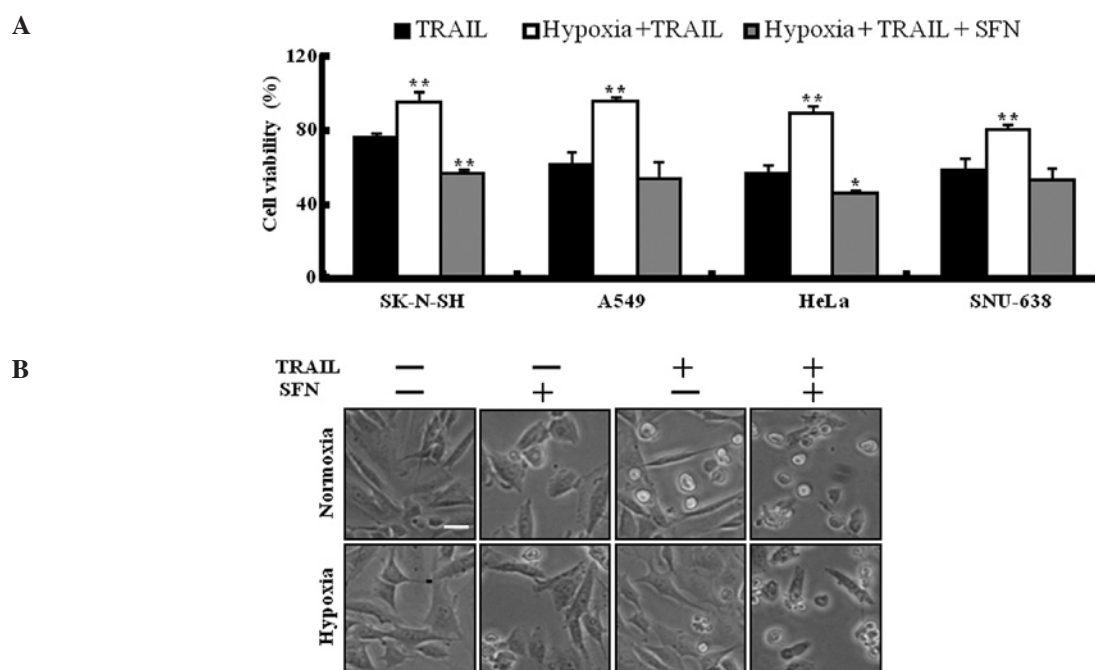 A
TRAIL Hypoxia+TRAIL Hypoxia+TRAIL+SFN
Cell viability (%)
120
80
40
0
** ** ** **
** *
SK-N-SH A549 HeLa SNU-638
B
TRAIL — — + +
SFN — + — +
Normoxia
Hypoxia